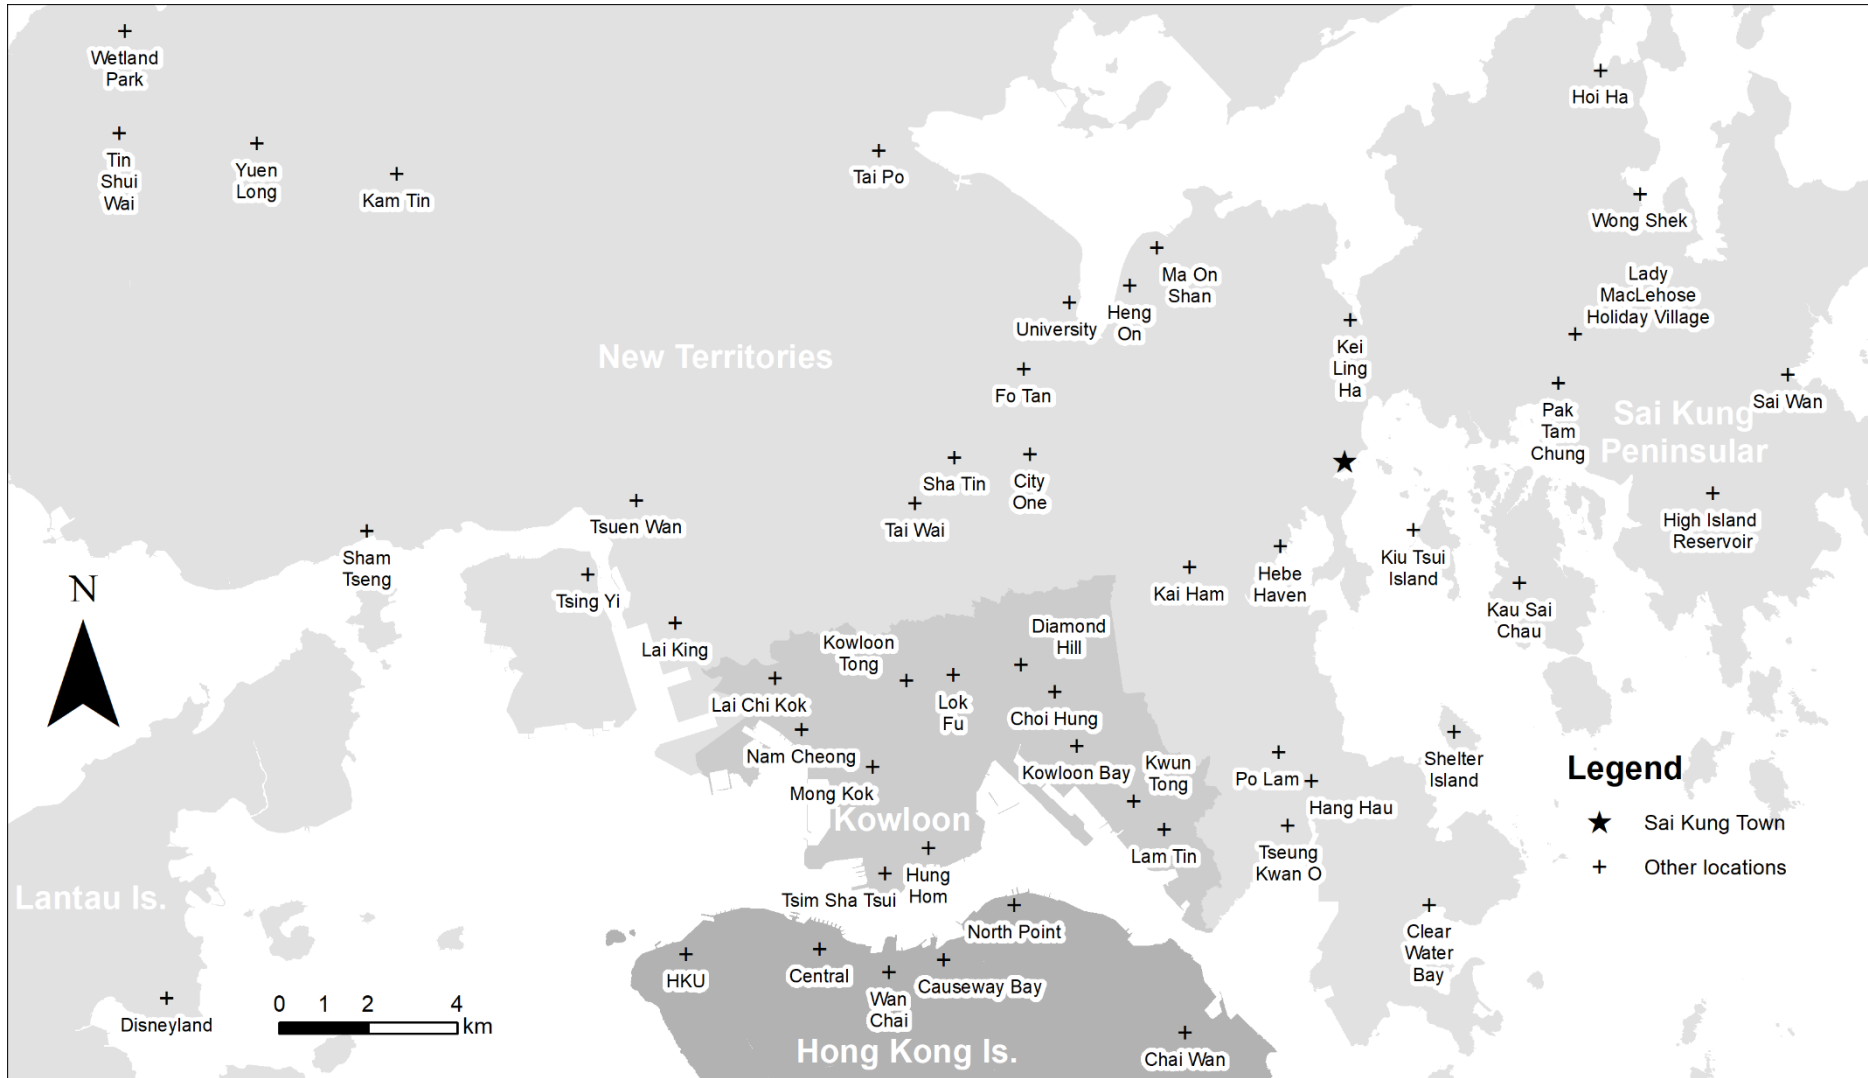 Wetland
Park
Hoi Ha
Tin
Shui
Wai
Yuen
Long
Kam Tin
Tai Po
Wong Shek
Ma On
Shan
Lady
MacLehose
Holiday Village
University
Heng
On
New Territories
Kei
Ling
Ha
Fo Tan
Sai Wan
Pak
Tam
Chung
Sai Kung
Peninsular
Sha Tin
City
One
Tsuen Wan
Tai Wai
High Island
Reservoir
Sham
Tseng
Kiu Tsui
Island
Hebe
Haven
N
Tsing Yi
Kai Ham
Kau Sai
Chau
Lai King
Kowloon
Tong
Diamond
Hill
Lai Chi Kok
Lok
Fu
Choi Hung
Nam Cheong
Kowloon Bay
Kwun
Tong
Po Lam
Shelter
Island
Mong Kok
Hang Hau
Kowloon
Lam Tin
Tseung
Kwan O
Legend
Sai Kung Town
Other locations
Hung
Hom
Tsim Sha Tsui
Lantau Is.
North Point
Clear
Water
Bay
HKU
Central
Causeway Bay
Wan
Chai
Disneyland
0 1 2 4
km
Hong Kong Is.
Chai Wan